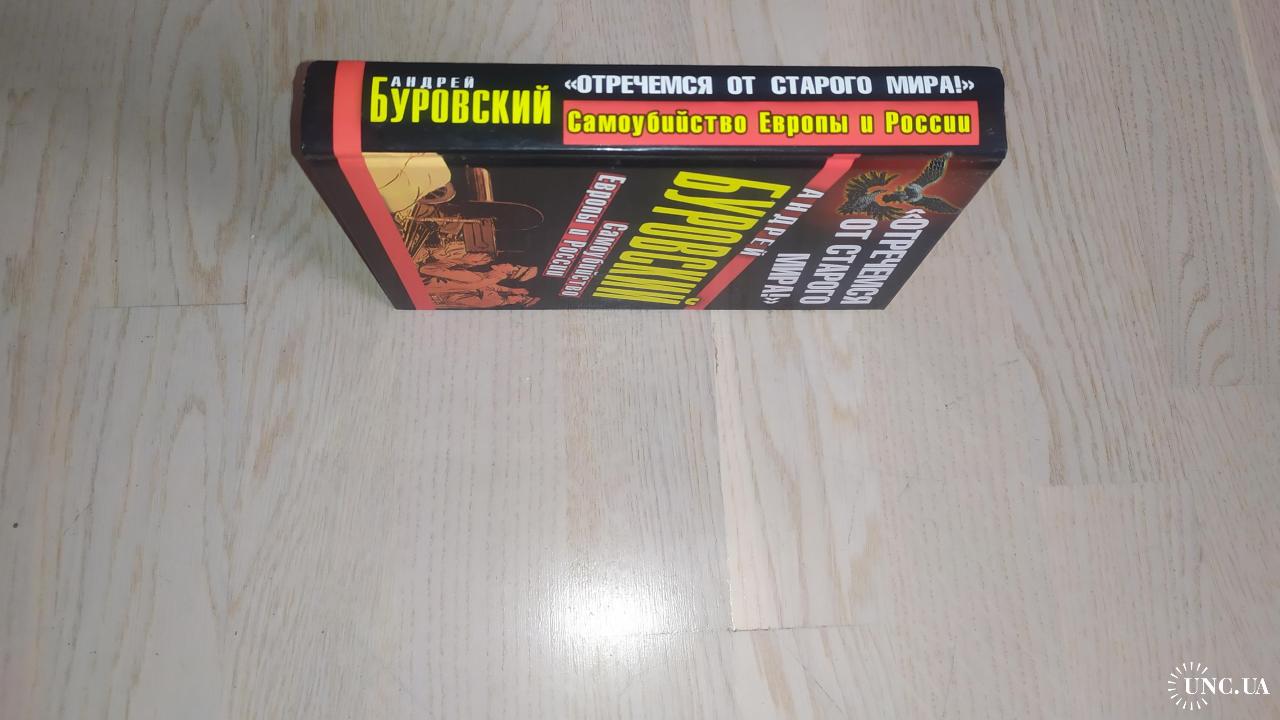 АНДРЕЙ
БУРОВСКИЙ
«ОТРЕЧЕМСЯ ОТ СТАРОГО МИРА!»
Самоубийство Европы и России
«ОТРЕЧЕМСЯ
ОТ СТАРОГО
МИРА!»
АНДРЕЙ
БУРОВСКИЙ
Самоубийство
Европы и России
UNC.UA